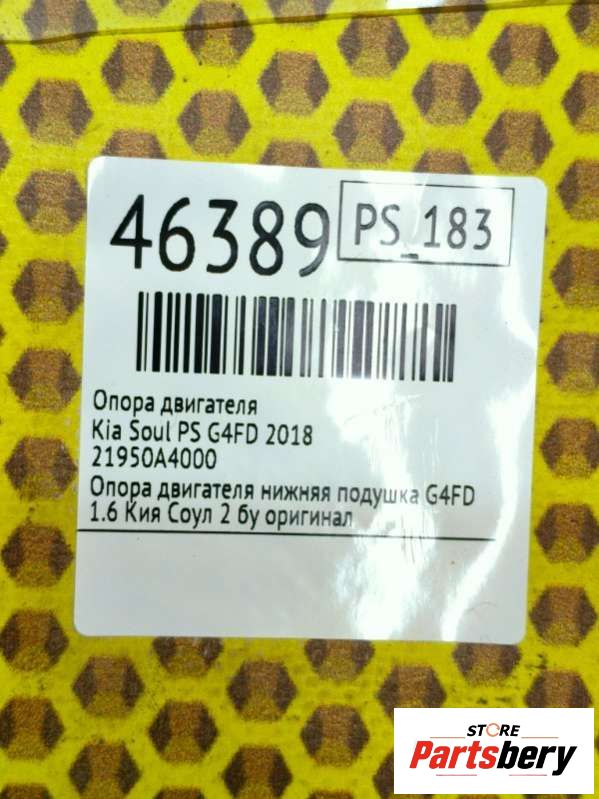 46389 PS_183
Опора двигателя
Kia Soul PS G4FD 2018
21950A4000
Опора двигателя нижняя подушка G4FD
1.6 Кия Соул 2 бу оригинал
STORE
Partsbery